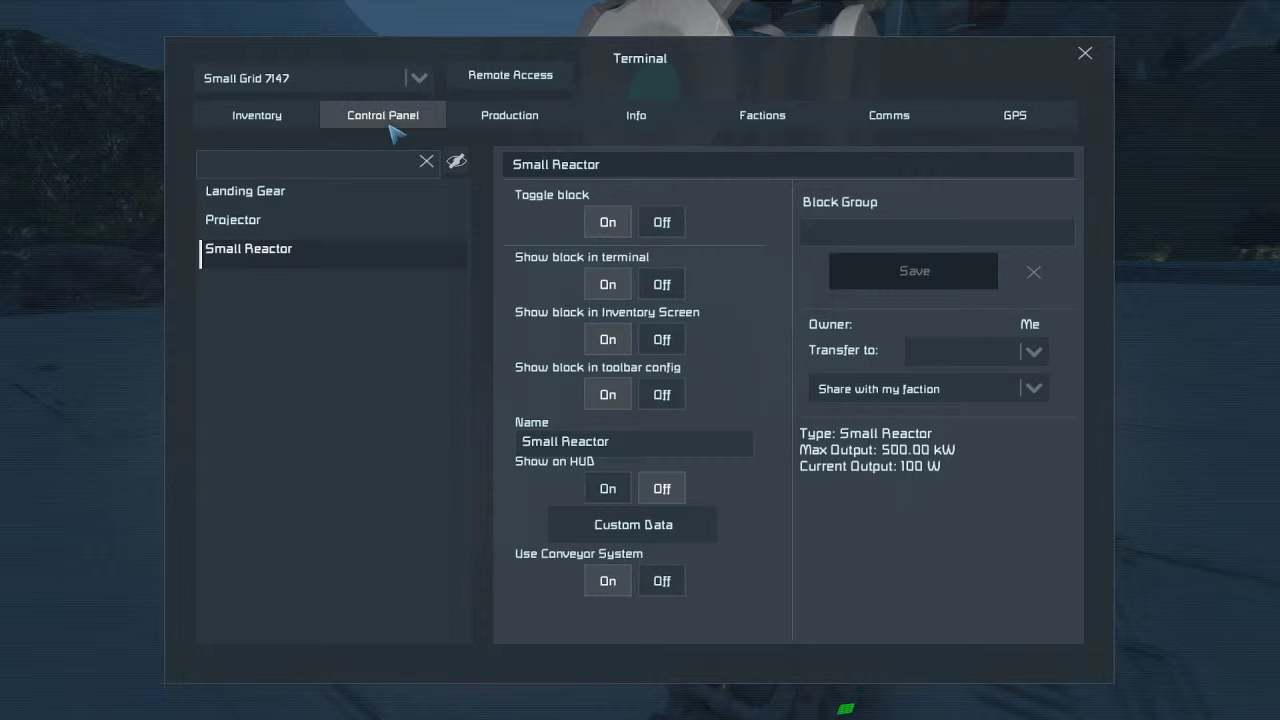 Terminal
Small Grid 7147
Remote Access
Inventory
Control Panel
Production
Info
Factions
Comms
GPS
Landing Gear
Projector
Small Reactor
Small Reactor
Toggle block
On
Off
Show block in terminal
On
Off
Show block in Inventory Screen
On
Off
Show block in toolbar config
On
Off
Name
Small Reactor
Show on HUD
On
Off
Custom Data
Use Conveyor System
On
Off
Block Group
Save
Owner:
Me
Transfer to:
Share with my faction
Type: Small Reactor
Max Output: 500.00 kW
Current Output: 100 W